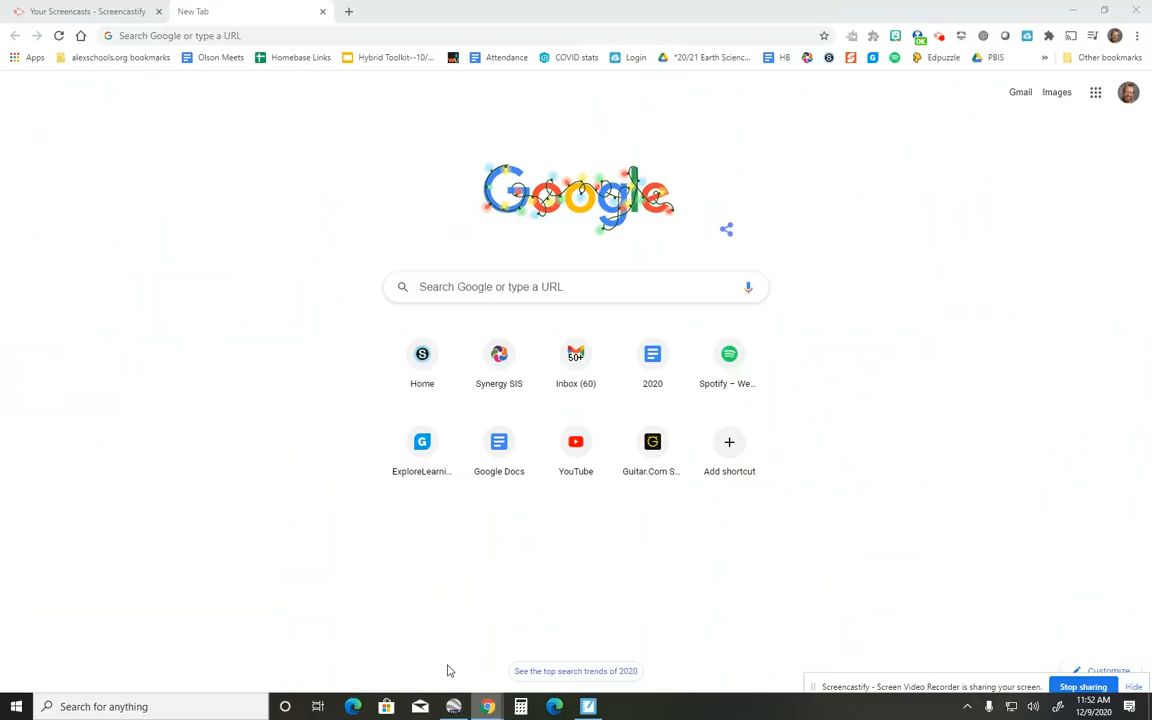 Your Screencasts - Screencastify
New Tab
Search Google or type a URL
Apps
alexschools.org bookmarks
Olson Meets
Homebase Links
Hybrid Toolkit--10/...
Attendance
COVID stats
Login
*20/21 Earth Scienc...
HB
Edpuzzle
PBIS
»
Other bookmarks
Gmail
Images
Google
Search Google or type a URL
Home
Synergy SIS
Inbox (60)
2020
Spotify – We...
ExploreLearni...
Google Docs
YouTube
Guitar.Com S...
Add shortcut
See the top search trends of 2020
Customize
Screencastify - Screen Video Recorder is sharing your screen.
Stop sharing
Hide
Search for anything
11:52 AM
12/9/2020